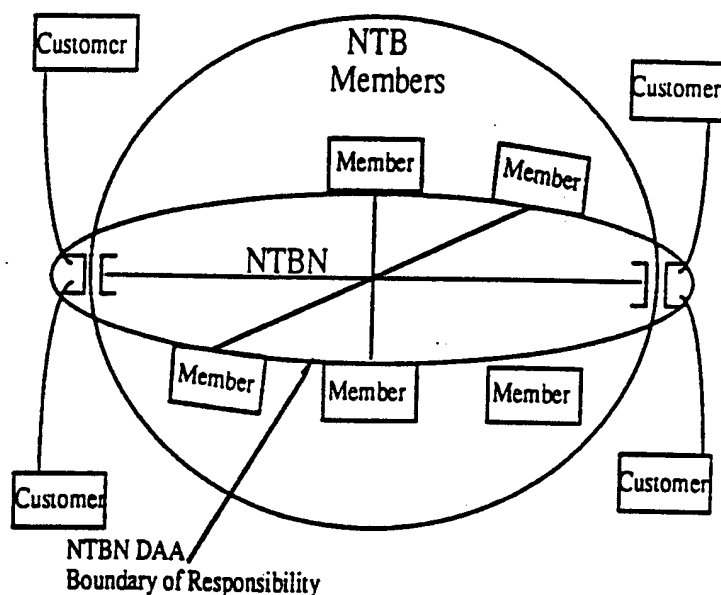 Customer
NTB
Members
Customer
Member
Member
NTBN
Member
Member
Member
Customer
Customer
NTBN DAA
Boundary of Responsibility